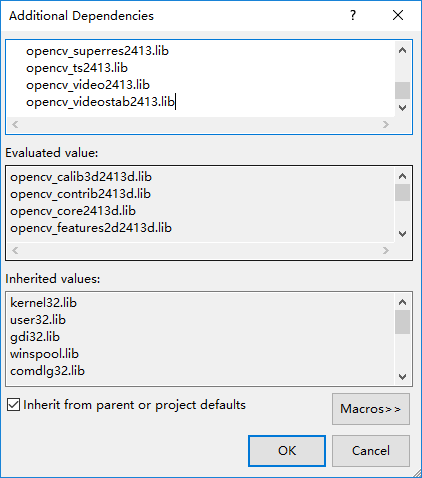 Additional Dependencies
opencv_superres2413.lib
opencv_ts2413.lib
opencv_video2413.lib
opencv_videostab2413.lib
Evaluated value:
opencv_calib3d2413d.lib
opencv_contrib2413d.lib
opencv_core2413d.lib
opencv_features2d2413d.lib
Inherited values:
kernel32.lib
user32.lib
gdi32.lib
winspool.lib
comdlg32.lib
Inherit from parent or project defaults
Macros>>
OK
Cancel